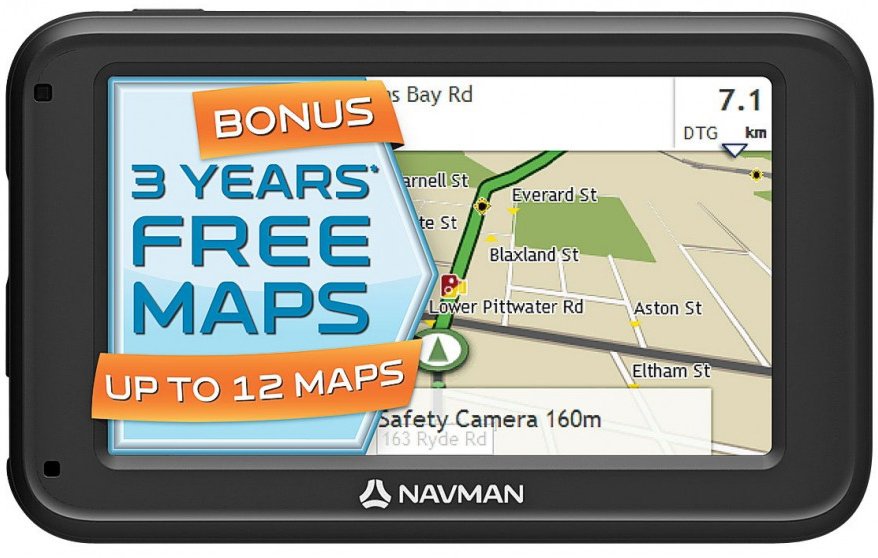 BONUS
3 YEARS*
FREE
MAPS
UP TO 12 MAPS
s Bay Rd
7.1
DTG km
arnell St
Everard St
te St
Blaxland St
Lower Pittwater Rd
Aston St
Eltham St
Safety Camera 160m
163 Ryde Rd
NAVMAN